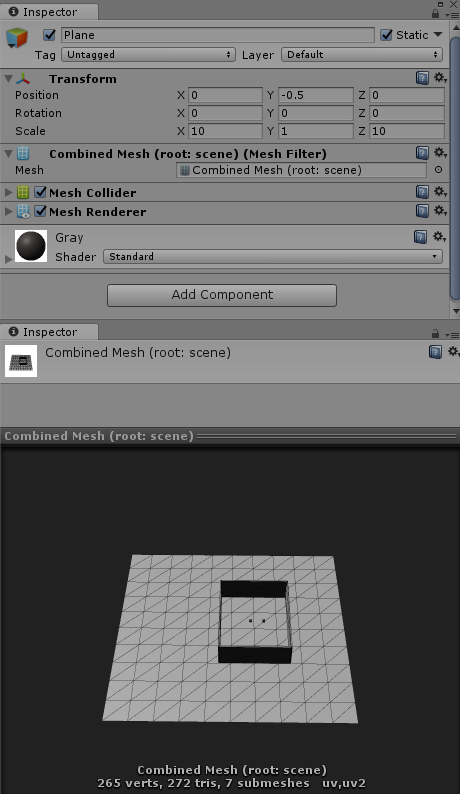 Inspector
Plane Static
Tag Untagged Layer Default
Transform
Position X 0 Y -0.5 Z 0
Rotation X 0 Y 0 Z 0
Scale X 10 Y 1 Z 10
Combined Mesh (root: scene) (Mesh Filter)
Mesh Combined Mesh (root: scene)
Mesh Collider
Mesh Renderer
Gray
Shader Standard
Add Component
Inspector
Combined Mesh (root: scene)
Combined Mesh (root: scene)
Combined Mesh (root: scene)
265 verts, 272 tris, 7 submeshes uv,uv2